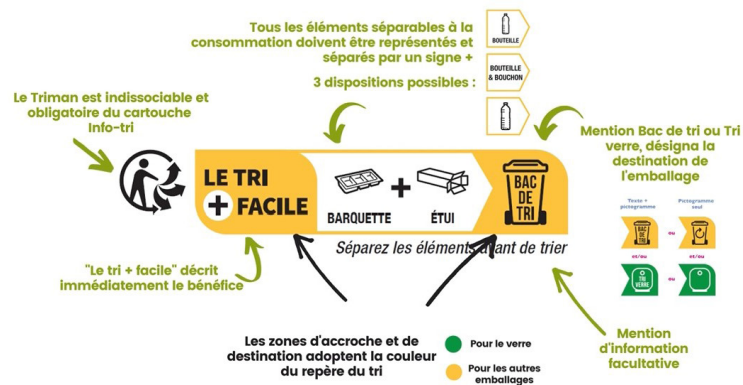 Tous les éléments séparables à la
consommation doivent être représentés et
séparés par un signe +
3 dispositions possibles :
BOUTEILLE
BOUTEILLE
& BOUCHON
Le Triman est indissociable et
obligatoire du cartouche
Info-tri
Mention Bac de tri ou Tri
verre, désigna la
destination de
l'emballage
LE TRI
+ FACILE
BARQUETTE
+
ÉTUI
BAC
DE
TRI
Séparez les éléments avant de trier
Texte +
pictogramme
Pictogramme
seul
BAC
DE
TRI
ou
et/ou
et/ou
TRI
VERRE
ou
"Le tri + facile" décrit
immédiatement le bénéfice
Les zones d'accroche et de
destination adoptent la couleur
du repère du tri
Pour le verre
Pour les autres
emballages
Mention
d'information
facultative